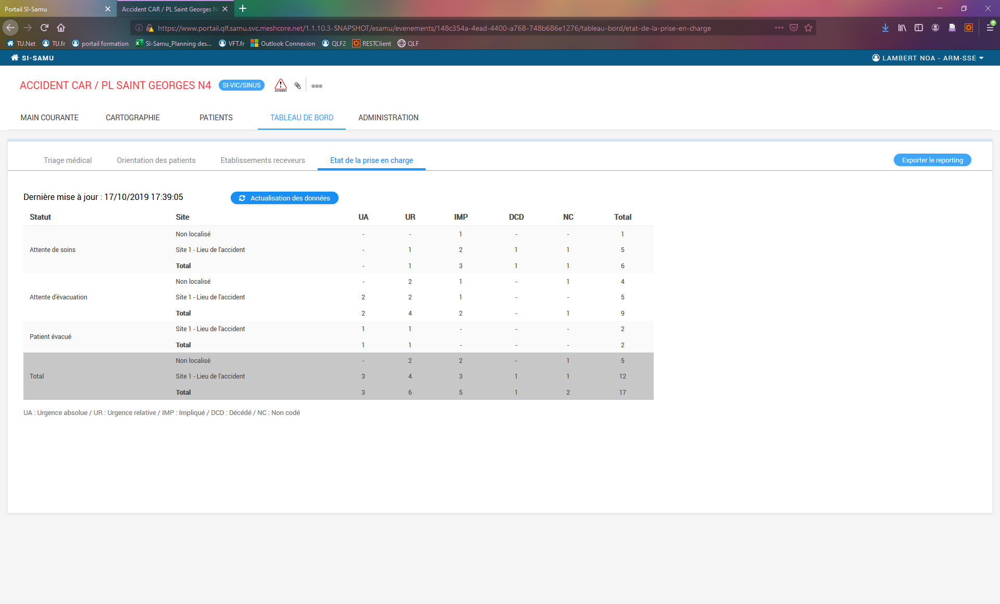 Portail SI-Samu
Accident CAR / PL Saint Georges N
https://www.portail.qlf.samu.svc.meshcore.net/1.1.10.3-SNAPSHOT/esamu/evenements/148c354a-4ead-4400-a768-748b686e1276/tableau-bord/etat-de-la-prise-en-charge
TU.Net TU.fr portail formation SI-Samu_Planning des... VFT.fr Outlook Connexion QLF2 RESTClient QLF
SI-SAMU LAMBERT NOA - ARM-SSE
ACCIDENT CAR / PL SAINT GEORGES N4 SI-VIC/SINUS ACCIDENT
MAIN COURANTE CARTOGRAPHIE PATIENTS TABLEAU DE BORD ADMINISTRATION
Triage médical Orientation des patients Etablissements receveurs Etat de la prise en charge Exporter le reporting
Dernière mise à jour : 17/10/2019 17:39:05 Actualisation des données
Statut Site UA UR IMP DCD NC Total
Non localisé - - 1 - - 1
Attente de soins Site 1 - Lieu de l'accident - 1 2 1 1 5
Total - 1 3 1 1 6
Non localisé - 2 1 - 1 4
Attente d'évacuation Site 1 - Lieu de l'accident 2 2 1 - - 5
Total 2 4 2 - 1 9
Site 1 - Lieu de l'accident 1 1 - - - 2
Patient évacué
Total 1 1 - - - 2
Non localisé - 2 2 - 1 5
Total Site 1 - Lieu de l'accident 3 4 3 1 1 12
Total 3 6 5 1 2 17
UA : Urgence absolue / UR : Urgence relative / IMP : Impliqué / DCD : Décédé / NC : Non codé